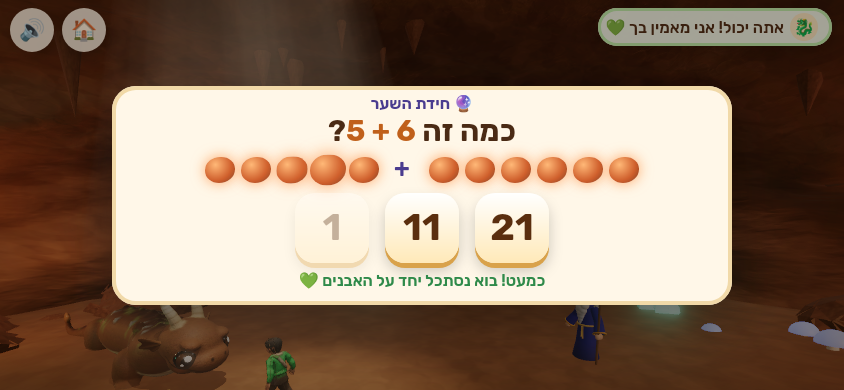 אתה יכול! אני מאמין בך 💚
🔮 חידת השער
כמה זה 6 + 5?
+
21 11 1
כמעט! בוא נסתכל יחד על האבנים 💚